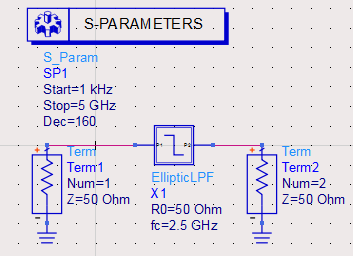 S-PARAMETERS
S_Param
SP1
Start=1 kHz
Stop=5 GHz
Dec=160
P1 P2
Term
Term1
Num=1
Z=50 Ohm
EllipticLPF
X1
R0=50 Ohm
fc=2.5 GHz
Term
Term2
Num=2
Z=50 Ohm